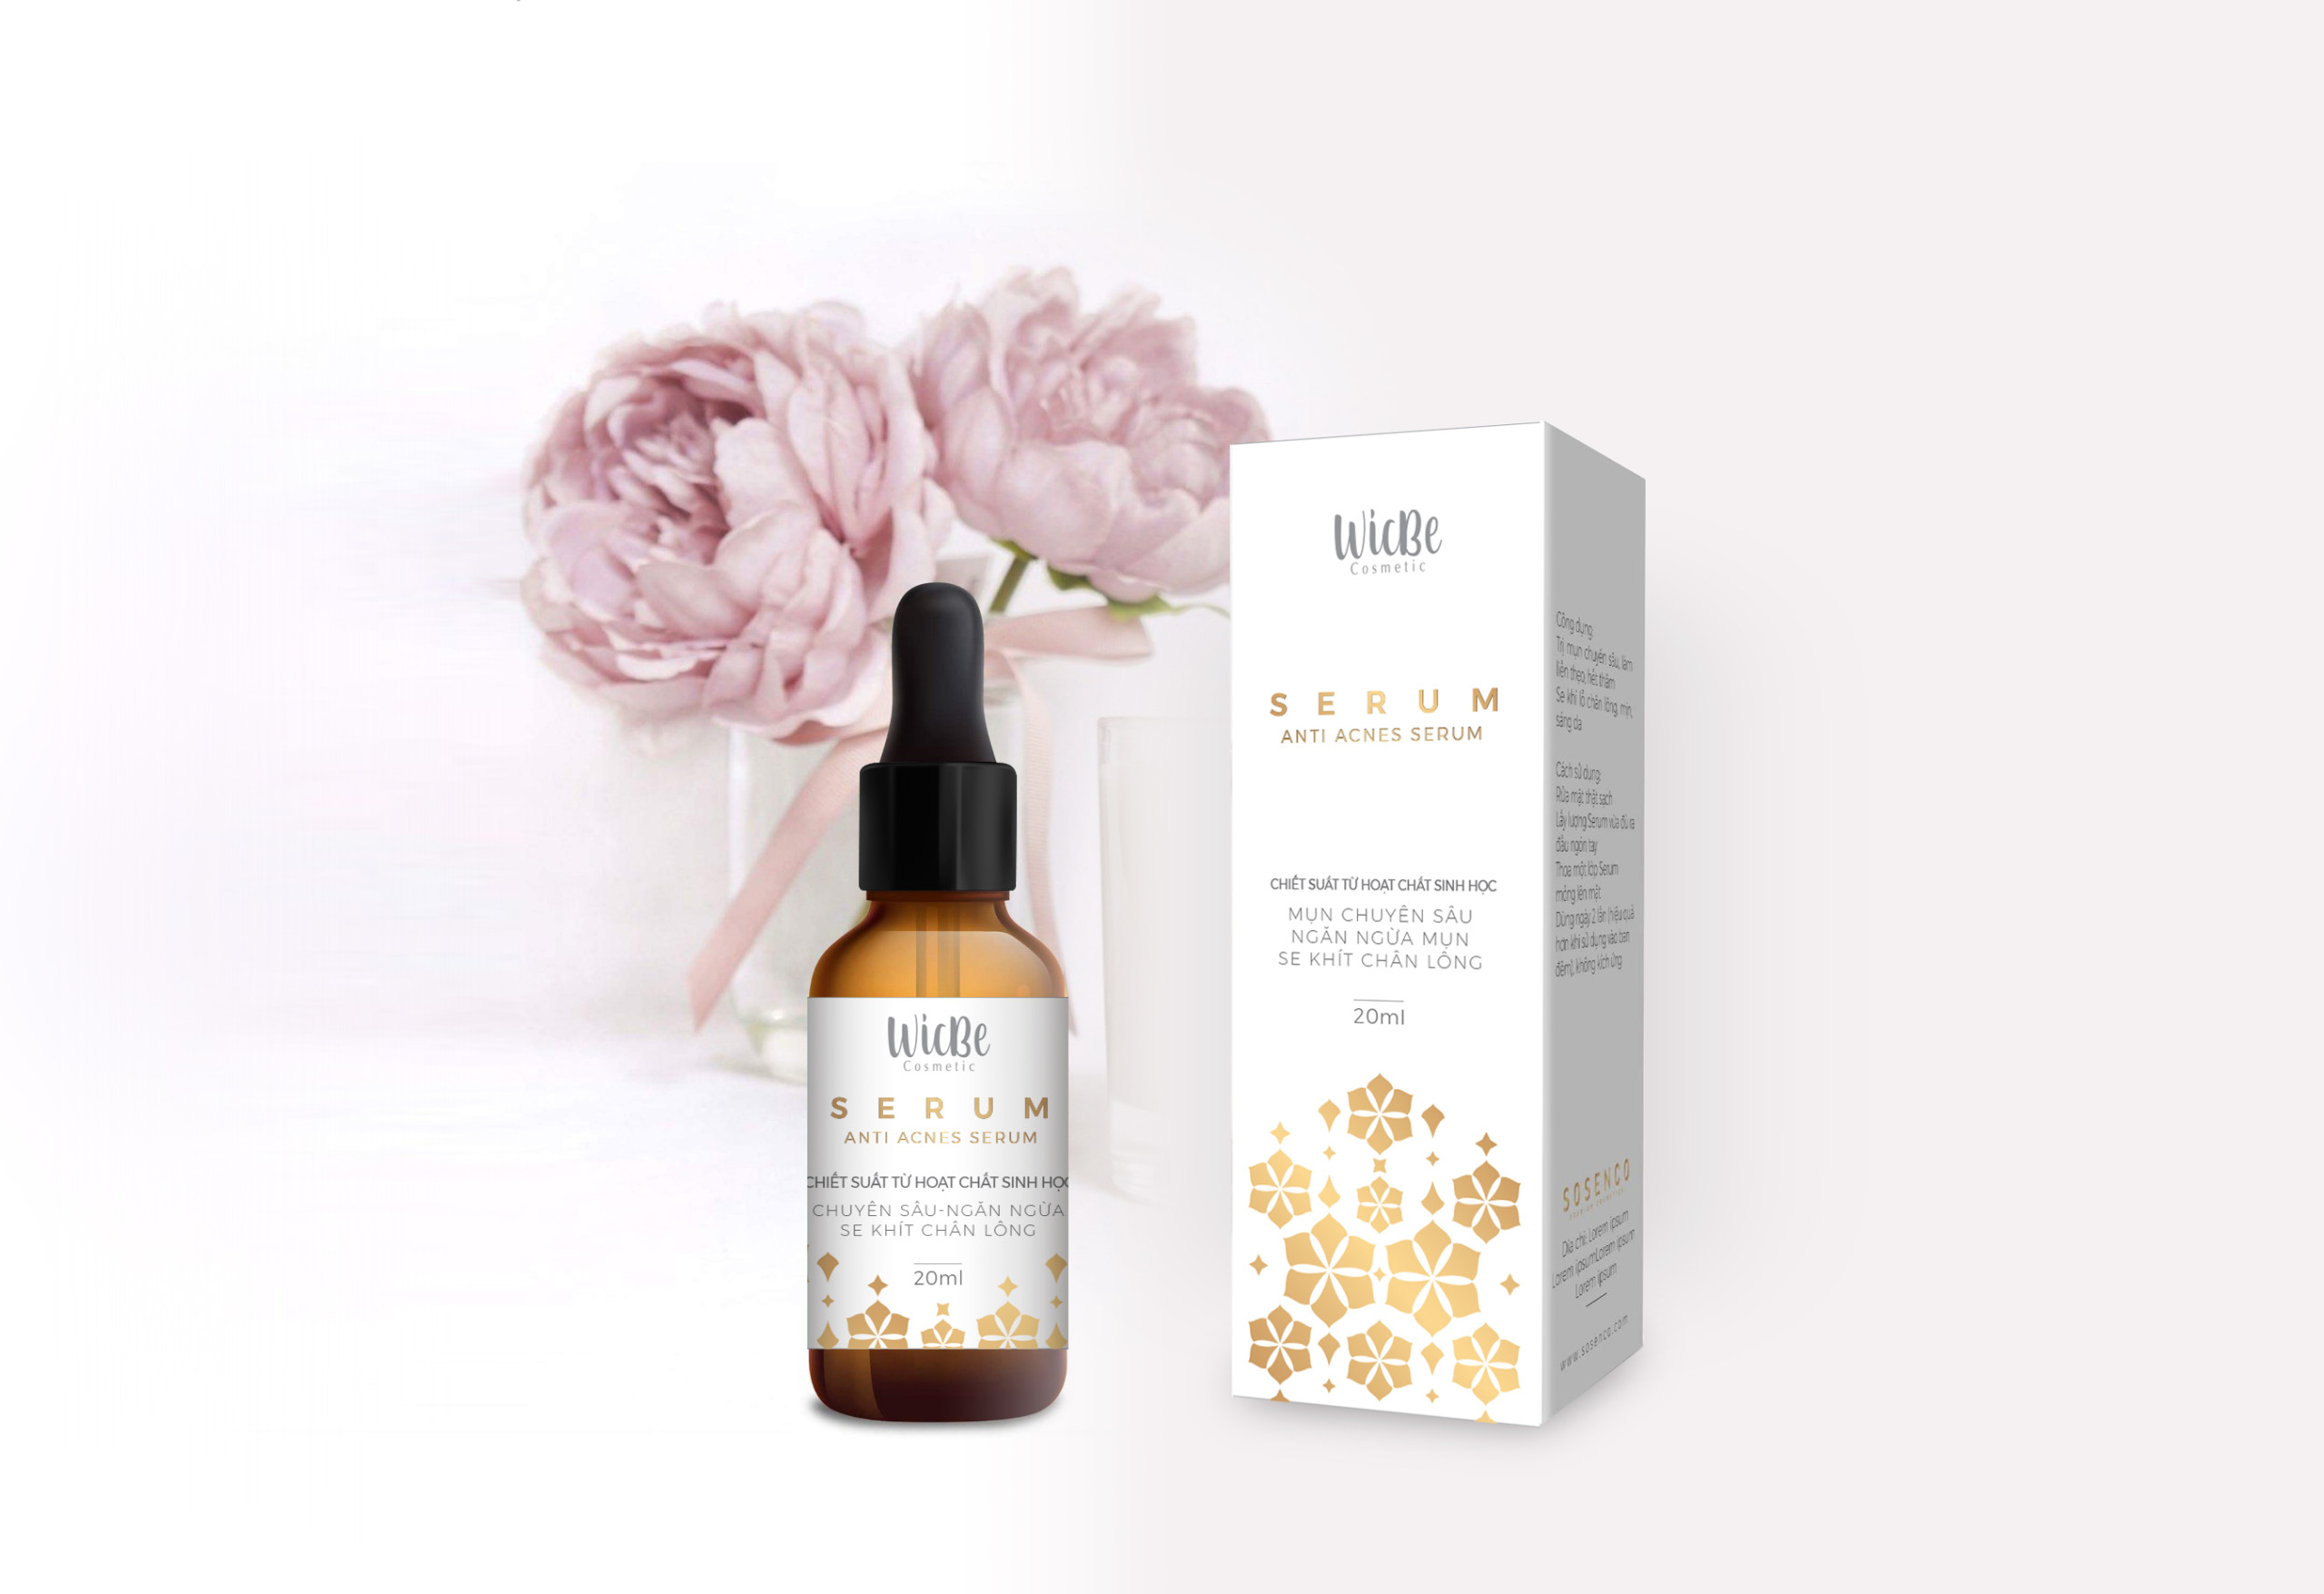 WicBe
Cosmetic
SERUM
ANTI ACNES SERUM
CHIẾT SUẤT TỪ HOẠT CHẤT SINH HỌC
CHUYÊN SÂU-NGĂN NGỪA
SE KHÍT CHÂN LÔNG
20ml
WicBe
Cosmetic
SERUM
ANTI ACNES SERUM
CHIẾT SUẤT TỪ HOẠT CHẤT SINH HỌC
MỤN CHUYÊN SÂU
NGĂN NGỪA MỤN
SE KHÍT CHÂN LÔNG
20ml
Công dụng:
Trị mụn chuyên sâu, làm
liền thẹo, hết thâm
Se khí lỗ chân lông, mịn,
sáng da
Cách sử dụng:
Rửa mặt thật sạch
Lấy lượng Serum vừa đủ ra
đầu ngón tay
Thoa một lớp Serum
mỏng lên mặt
Dùng ngày 2 lần (hiệu quả
hơn khi sử dụng vào ban
đêm), không kích ứng
SOSENCO
Địa chỉ: Lorem ipsum
Lorem ipsumLorem ipsum
Lorem ipsum
www.sosenco.com